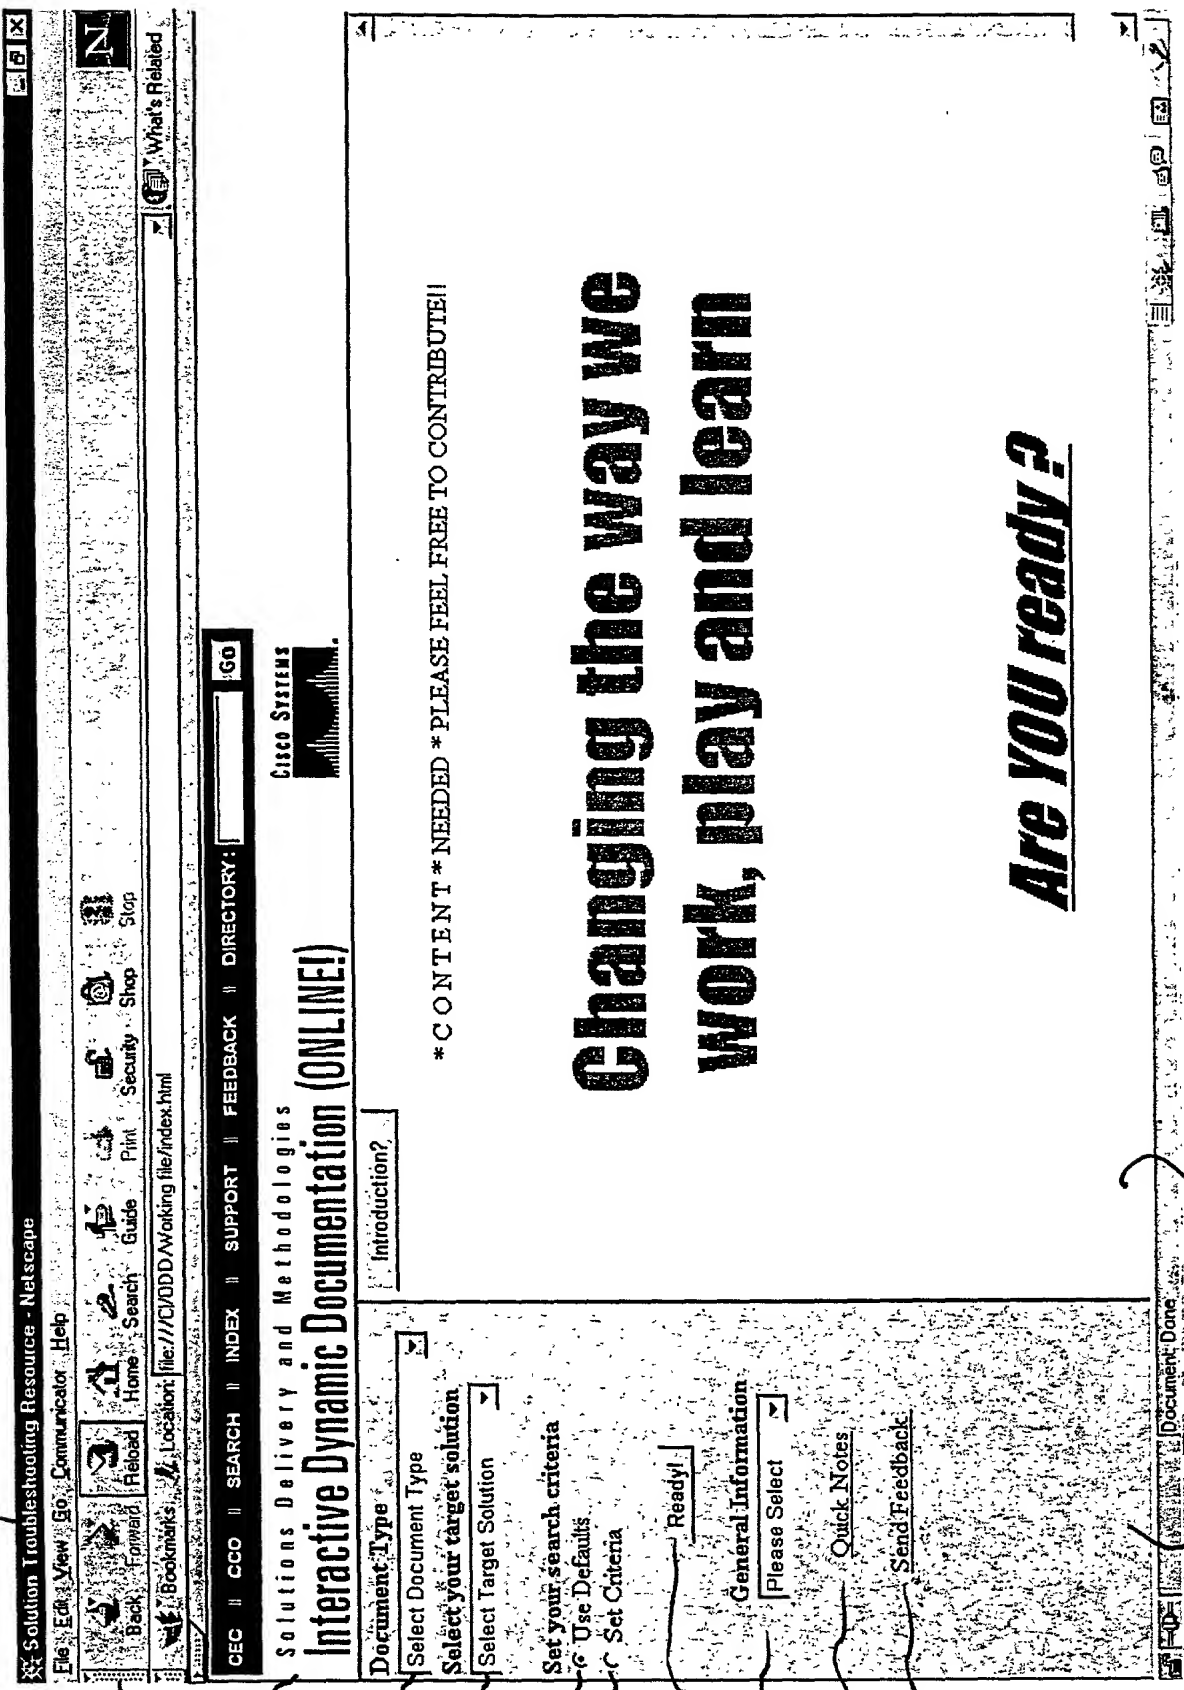 Solution Troubleshooting Resource - Netscape
File Edit View Go Communicator Help
Back Forward Reload Home Search Guide Print Security Shop Stop
N
Bookmarks Location: file:///C|/DDD/Working file/index.html What's Related
CEC || CCO || SEARCH || INDEX || SUPPORT || FEEDBACK || DIRECTORY: GO
Solutions Delivery and Methodologies
Interactive Dynamic Documentation (ONLINE!)
CISCO SYSTEMS
Document Type
Select Document Type
Select your target solution
Select Target Solution
Set your search criteria
Use Defaults
Set Criteria
Ready!
General Information
Please Select
Quick Notes
Send Feedback
Introduction?
*CONTENT*NEEDED*PLEASE FEEL FREE TO CONTRIBUTE!!
Changing the way we
work, play and learn
Are YOU ready?
Document: Done